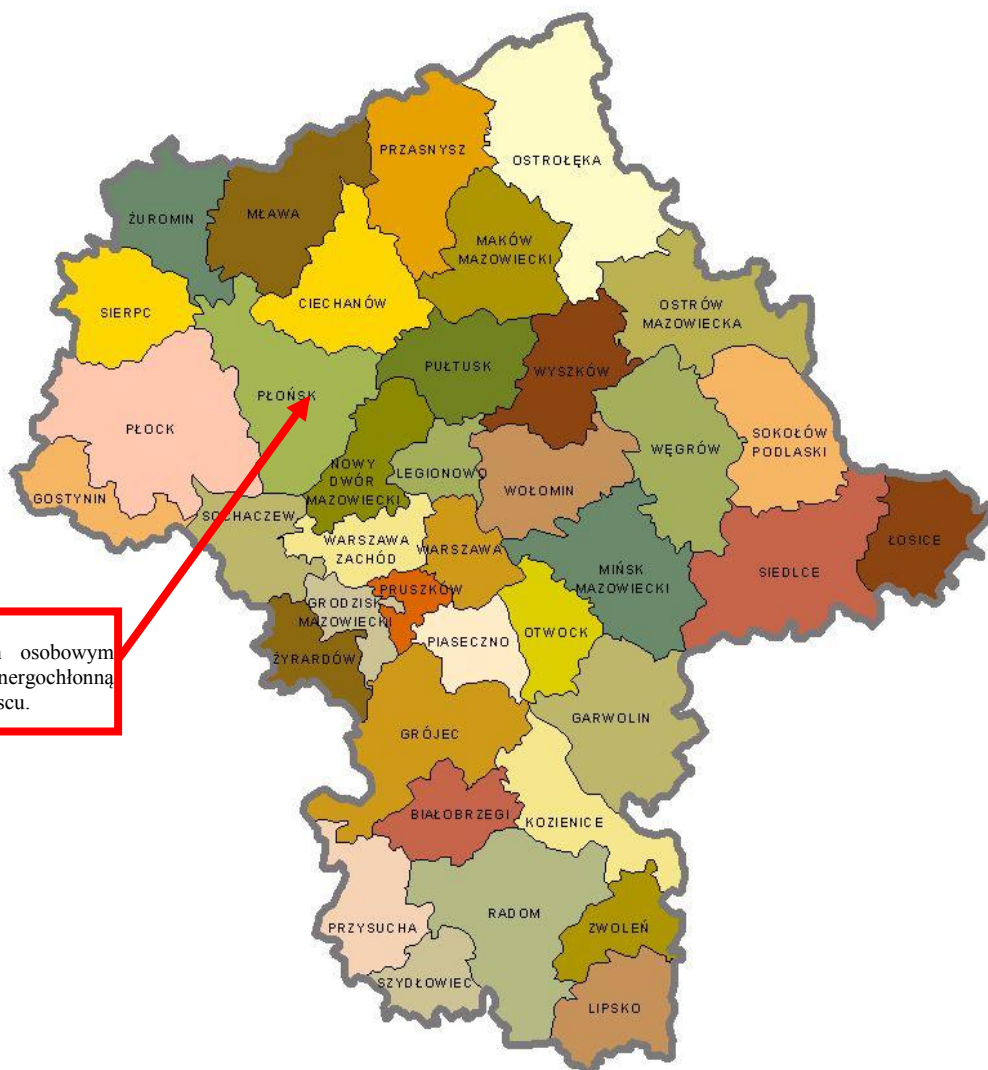 PRZASNYSZ
OSTROŁĘKA
ŻUROMIN
MŁAWA
MAKÓW
MAZOWIECKI
CIECHANÓW
OSTRÓW
MAZOWIECKA
SIERPC
PUŁTUSK
WYSZKÓW
PŁOŃSK
PŁOCK
SOKOŁÓW
PODLASKI
WĘGRÓW
NOWY
DWÓR
MAZOWIECKI
LEGIONOWO
WOŁOMIN
GOSTYNIN
SOCHACZEW
WARSZAWA
ZACHÓD
WARSZAWA
MIŃSK
MAZOWIECKI
SIEDLCE
ŁOSICE
PRUSZKÓW
GRODZISK
MAZOWIECKI
PIASECZNO
OTWOCK
ŻYRARDÓW
osobowym
nergochłonną
scu.
GARWOLIN
GRÓJEC
BIAŁOBRZEGI
KOZIENICE
RADOM
PRZYSUCHA
ZWOLEŃ
SZYDŁOWIEC
LIPSKO